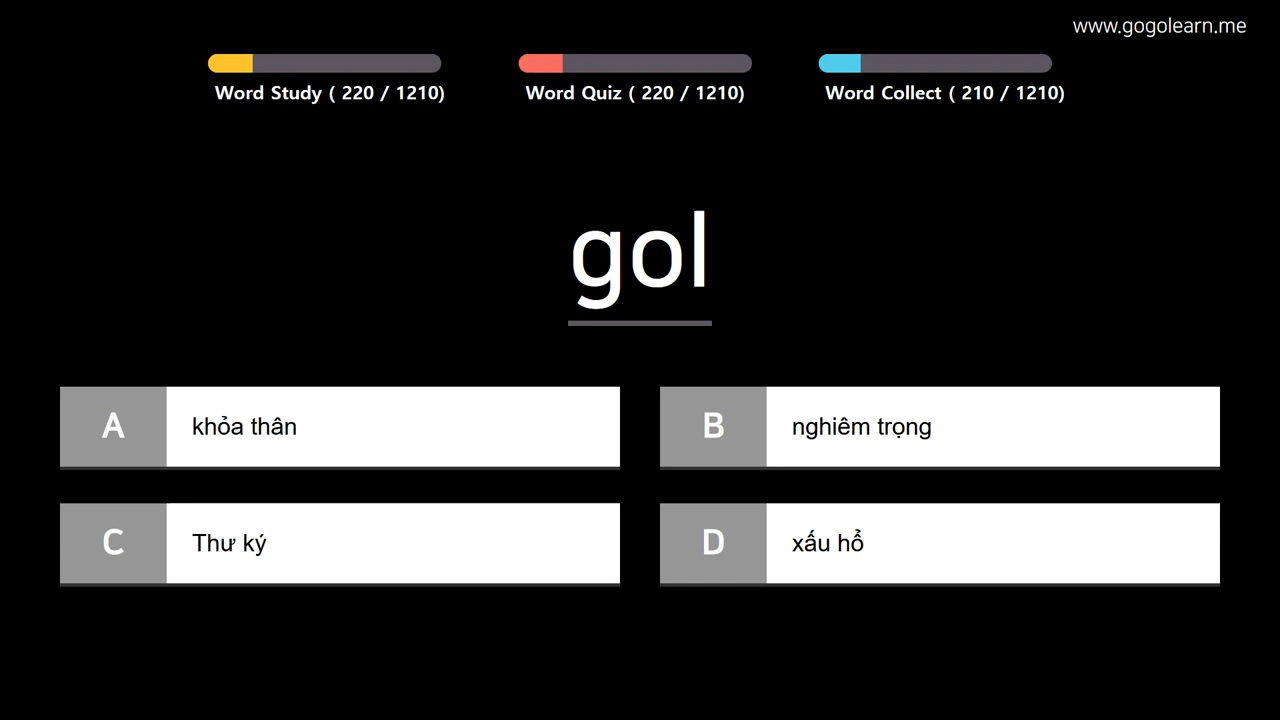 www.gogolearn.me
Word Study ( 220 / 1210)
Word Quiz ( 220 / 1210)
Word Collect ( 210 / 1210)
gol
A
khỏa thân
B
nghiêm trọng
C
Thư ký
D
xấu hổ